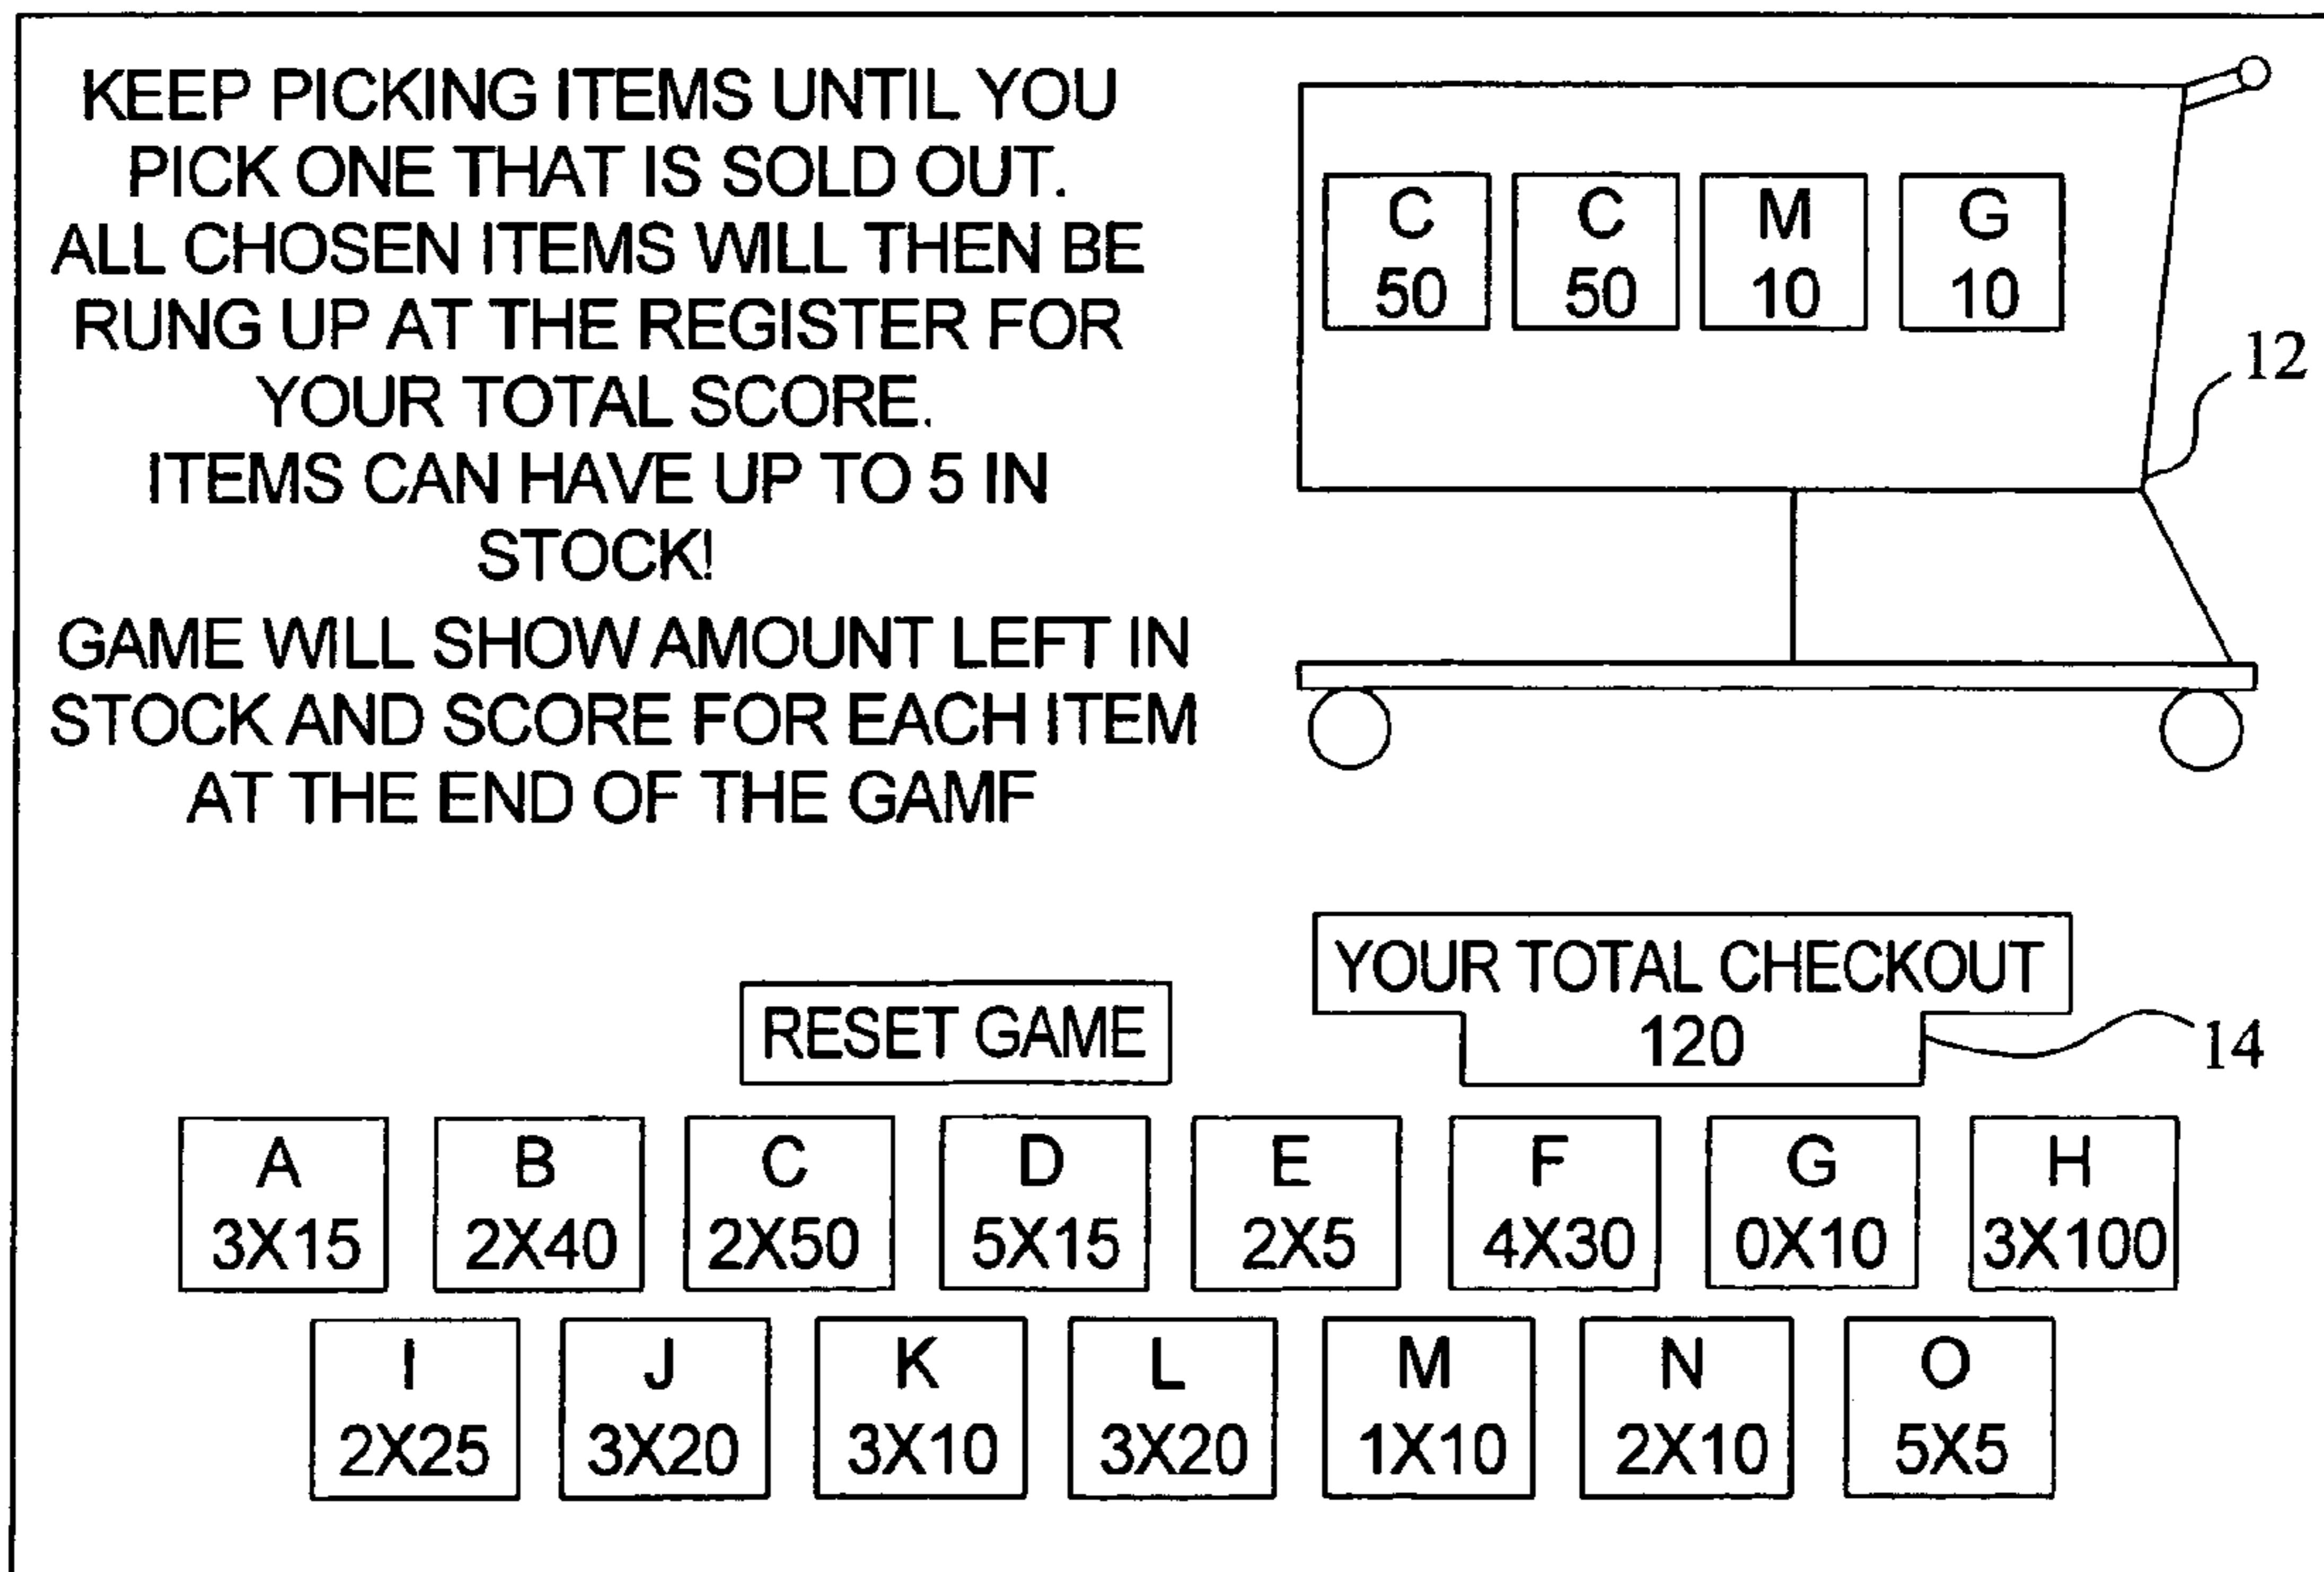 KEEP PICKING ITEMS UNTIL YOU
PICK ONE THAT IS SOLD OUT.
ALL CHOSEN ITEMS WILL THEN BE
RUNG UP AT THE REGISTER FOR
YOUR TOTAL SCORE.
ITEMS CAN HAVE UP TO 5 IN
STOCK!
GAME WILL SHOW AMOUNT LEFT IN
STOCK AND SCORE FOR EACH ITEM
AT THE END OF THE GAMF
C C M G
50 50 10 10
12
YOUR TOTAL CHECKOUT
120
14
RESET GAME
A B C D E F G H
3X15 2X40 2X50 5X15 2X5 4X30 0X10 3X100
I J K L M N O
2X25 3X20 3X10 3X20 1X10 2X10 5X5